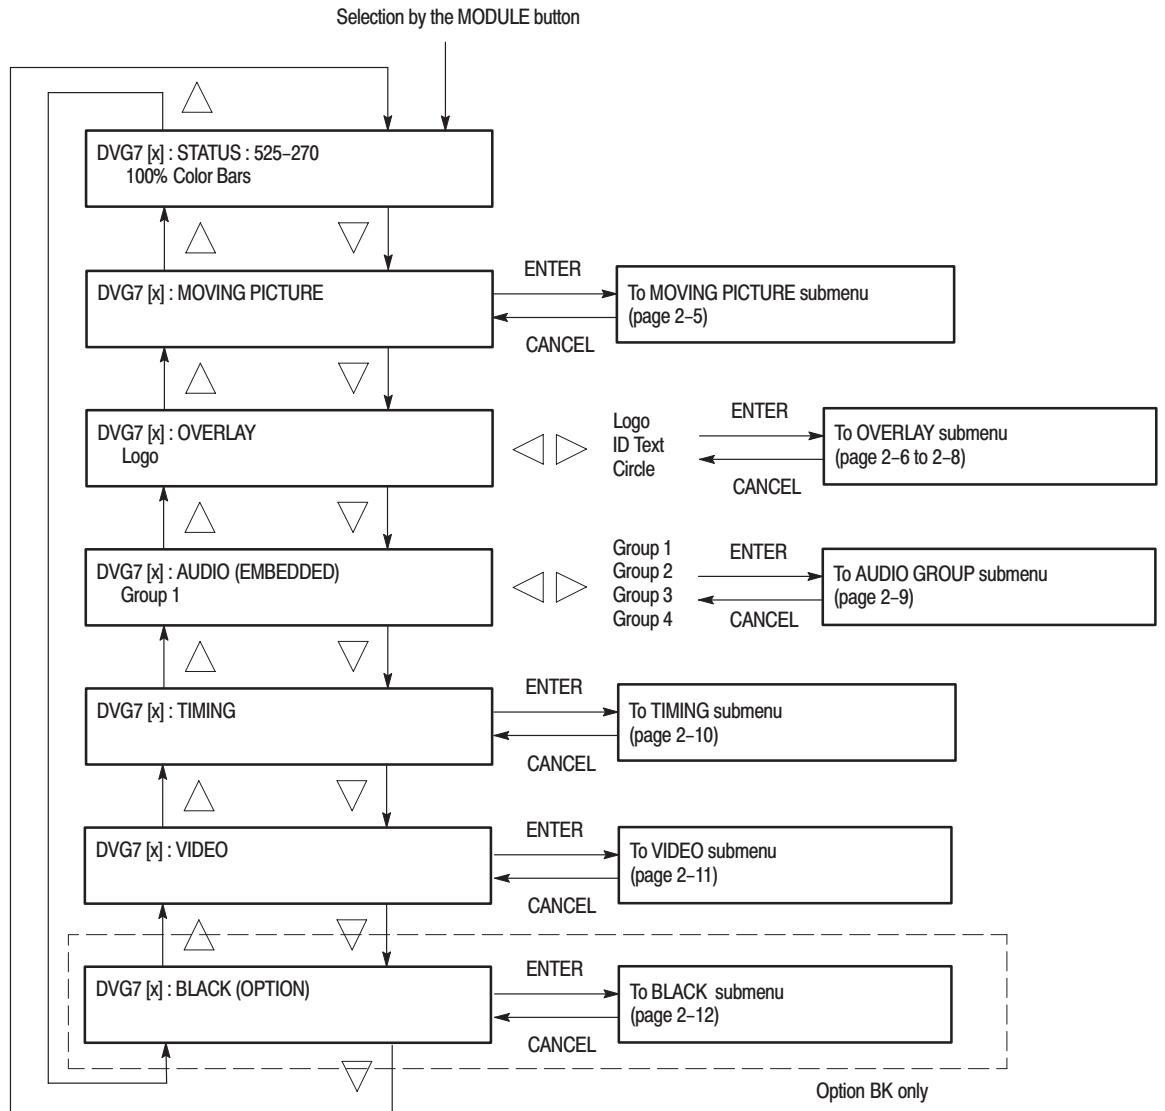 Selection by the MODULE button
DVG7 [x] : STATUS : 525–270
100% Color Bars
DVG7 [x] : MOVING PICTURE
ENTER
CANCEL
To MOVING PICTURE submenu
(page 2–5)
DVG7 [x] : OVERLAY
Logo
Logo
ID Text
Circle
ENTER
CANCEL
To OVERLAY submenu
(page 2–6 to 2–8)
DVG7 [x] : AUDIO (EMBEDDED)
Group 1
Group 1
Group 2
Group 3
Group 4
ENTER
CANCEL
To AUDIO GROUP submenu
(page 2–9)
DVG7 [x] : TIMING
ENTER
CANCEL
To TIMING submenu
(page 2–10)
DVG7 [x] : VIDEO
ENTER
CANCEL
To VIDEO submenu
(page 2–11)
DVG7 [x] : BLACK (OPTION)
ENTER
CANCEL
To BLACK submenu
(page 2–12)
Option BK only